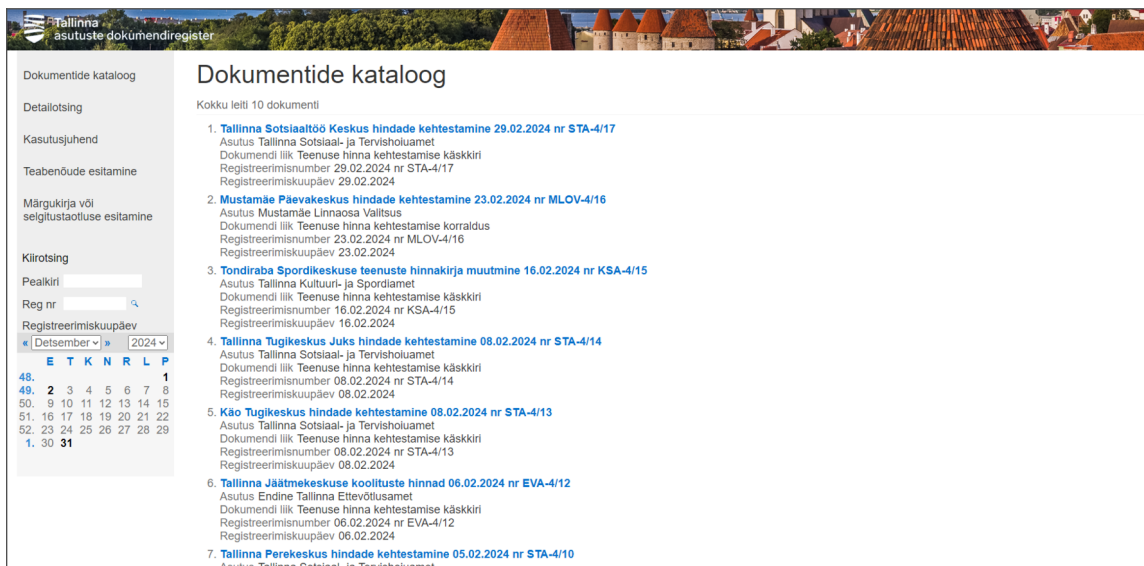 Tallinna
asutuste dokumendiregister
Dokumentide kataloog
Detailotsing
Kasutusjuhend
Teabenõude esitamine
Märgukirja või
selgitustaotluse esitamine
Kiirotsing
Pealkiri
Reg nr
Registreerimiskuupäev
« Detsember » 2024
E T K N R L P
48. 1
49. 2 3 4 5 6 7 8
50. 9 10 11 12 13 14 15
51. 16 17 18 19 20 21 22
52. 23 24 25 26 27 28 29
1. 30 31
Dokumentide kataloog
Kokku leiti 10 dokumenti
1. Tallinna Sotsiaaltöö Keskus hindade kehtestamine 29.02.2024 nr STA-4/17
Asutus Tallinna Sotsiaal- ja Tervishoiuamet
Dokumendi liik Teenuse hinna kehtestamise käskkiri
Registreerimisnumber 29.02.2024 nr STA-4/17
Registreerimiskuupäev 29.02.2024
2. Mustamäe Päevakeskus hindade kehtestamine 23.02.2024 nr MLOV-4/16
Asutus Mustamäe Linnaosa Valitsus
Dokumendi liik Teenuse hinna kehtestamise korraldus
Registreerimisnumber 23.02.2024 nr MLOV-4/16
Registreerimiskuupäev 23.02.2024
3. Tondiraba Spordikeskuse teenuste hinnakirja muutmine 16.02.2024 nr KSA-4/15
Asutus Tallinna Kultuuri- ja Spordiamet
Dokumendi liik Teenuse hinna kehtestamise käskkiri
Registreerimisnumber 16.02.2024 nr KSA-4/15
Registreerimiskuupäev 16.02.2024
4. Tallinna Tugikeskus Juks hindade kehtestamine 08.02.2024 nr STA-4/14
Asutus Tallinna Sotsiaal- ja Tervishoiuamet
Dokumendi liik Teenuse hinna kehtestamise käskkiri
Registreerimisnumber 08.02.2024 nr STA-4/14
Registreerimiskuupäev 08.02.2024
5. Käo Tugikeskus hindade kehtestamine 08.02.2024 nr STA-4/13
Asutus Tallinna Sotsiaal- ja Tervishoiuamet
Dokumendi liik Teenuse hinna kehtestamise käskkiri
Registreerimisnumber 08.02.2024 nr STA-4/13
Registreerimiskuupäev 08.02.2024
6. Tallinna Jäätmekeskuse koolituste hinnad 06.02.2024 nr EVA-4/12
Asutus Endine Tallinna Ettevõtlusamet
Dokumendi liik Teenuse hinna kehtestamise käskkiri
Registreerimisnumber 06.02.2024 nr EVA-4/12
Registreerimiskuupäev 06.02.2024
7. Tallinna Perekeskus hindade kehtestamine 05.02.2024 nr STA-4/10